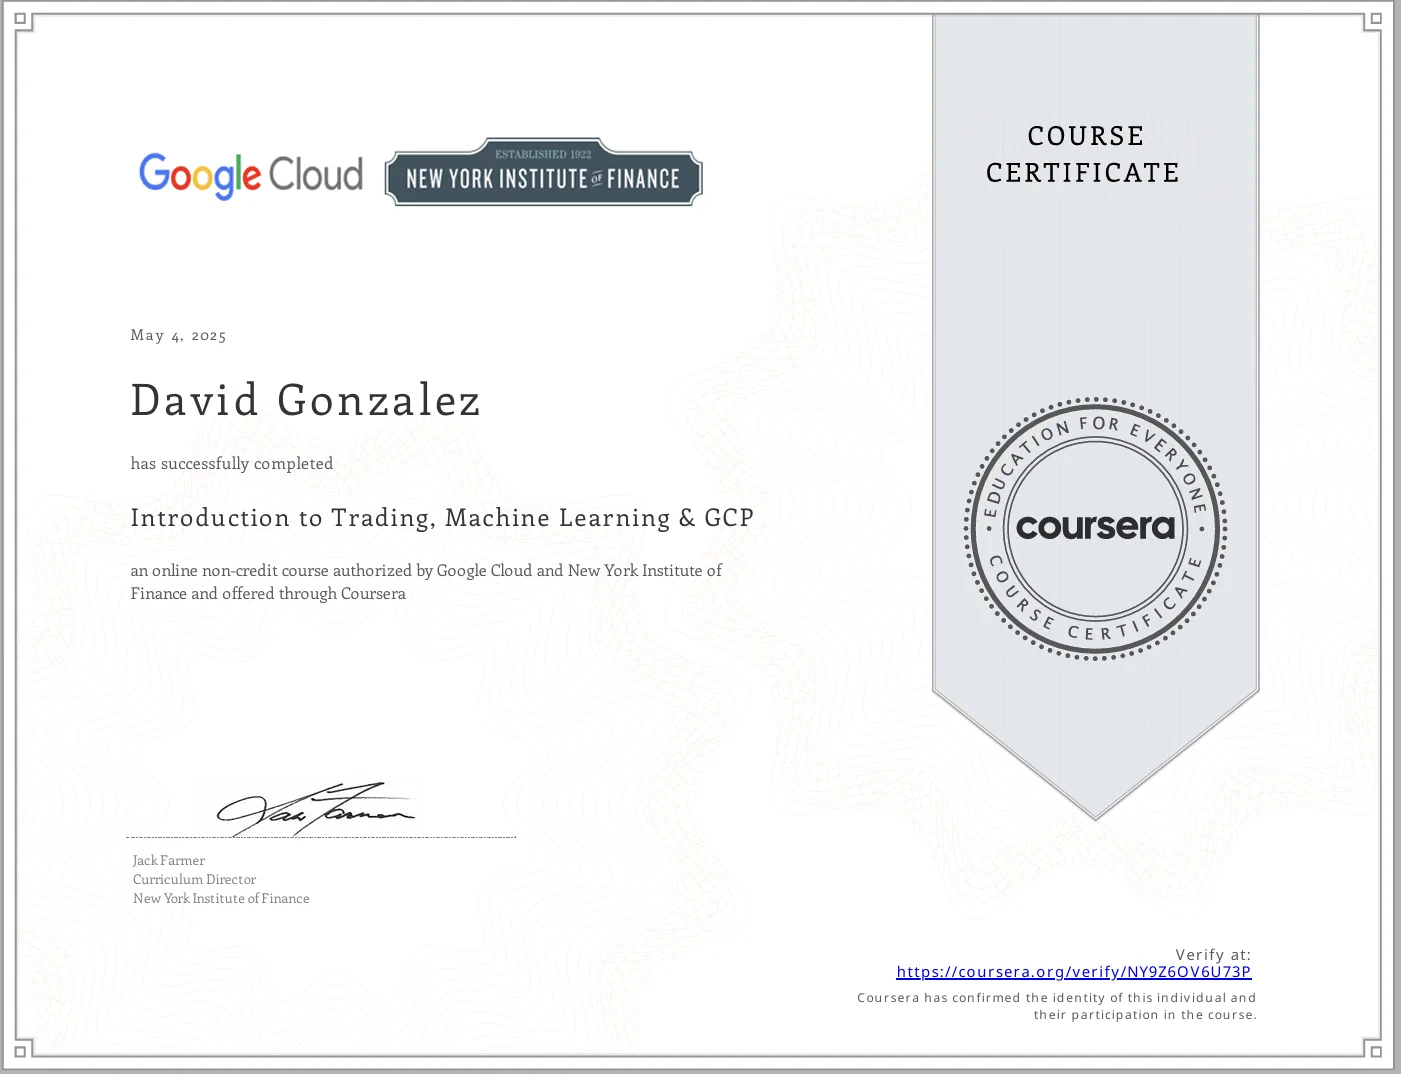 Google Cloud
ESTABLISHED 1922
NEW YORK INSTITUTE OF FINANCE
COURSE
CERTIFICATE
May 4, 2025
David Gonzalez
has successfully completed
Introduction to Trading, Machine Learning & GCP
an online non-credit course authorized by Google Cloud and New York Institute of
Finance and offered through Coursera
EDUCATION FOR EVERYONE
coursera
COURSE CERTIFICATE
Jack Farmer
Jack Farmer
Curriculum Director
New York Institute of Finance
Verify at:
https://coursera.org/verify/NY9Z6OV6U73P
Coursera has confirmed the identity of this individual and
their participation in the course.